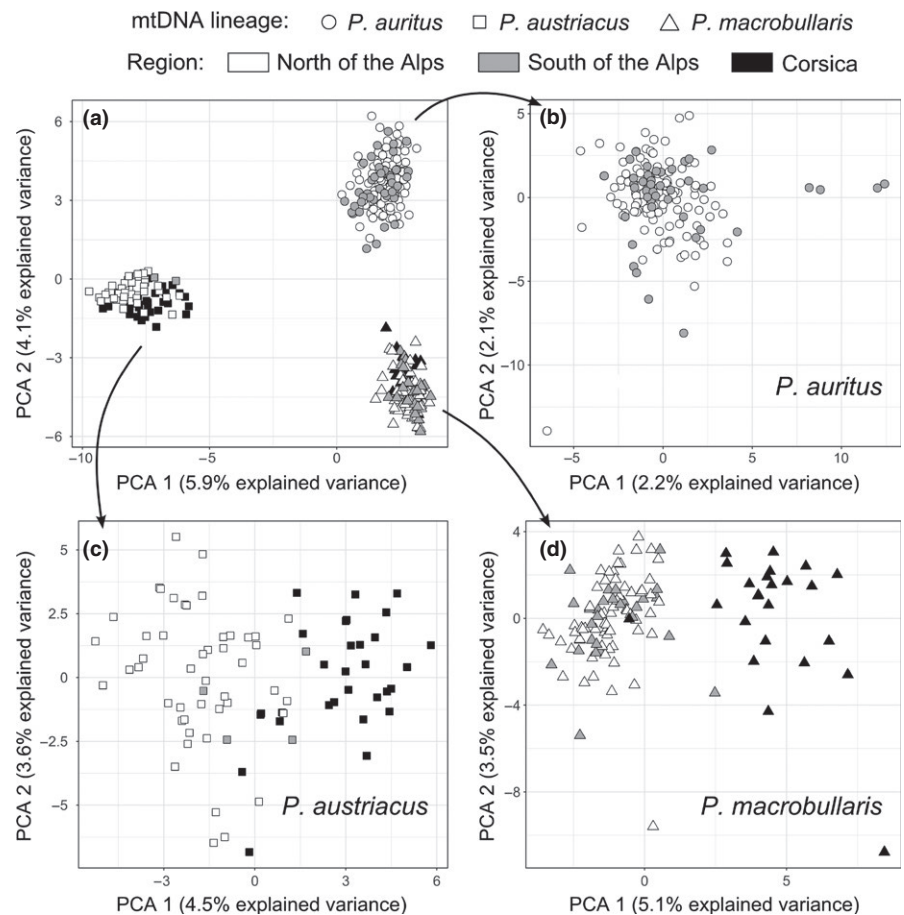 mtDNA lineage: P. auritus P. austriacus P. macrobullaris
Region: North of the Alps South of the Alps Corsica
(a)
6
3
0
-3
-6
PCA 2 (4.1% explained variance)
-10
-5
0
PCA 1 (5.9% explained variance)
(b)
5
0
-5
-10
PCA 2 (2.1% explained variance)
P. auritus
-5
0
5
10
PCA 1 (2.2% explained variance)
(c)
5
2.5
0
-2.5
-5
PCA 2 (3.6% explained variance)
P. austriacus
-3
0
3
6
PCA 1 (4.5% explained variance)
(d)
4
0
-4
-8
PCA 2 (3.5% explained variance)
P. macrobullaris
0
4
8
PCA 1 (5.1% explained variance)